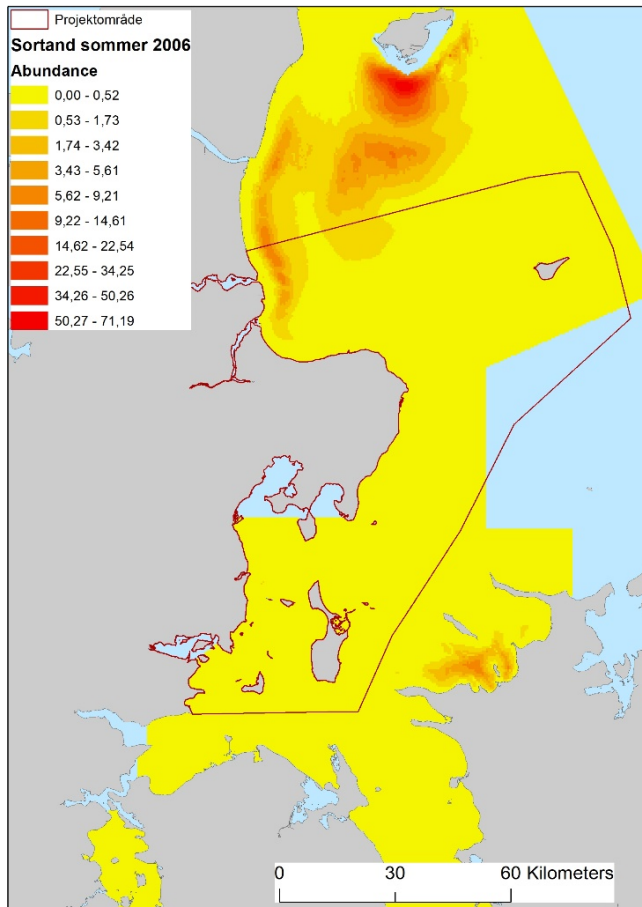 Projektområde
Sortand sommer 2006
Abundance
0,00 - 0,52
0,53 - 1,73
1,74 - 3,42
3,43 - 5,61
5,62 - 9,21
9,22 - 14,61
14,62 - 22,54
22,55 - 34,25
34,26 - 50,26
50,27 - 71,19
0 30 60 Kilometers